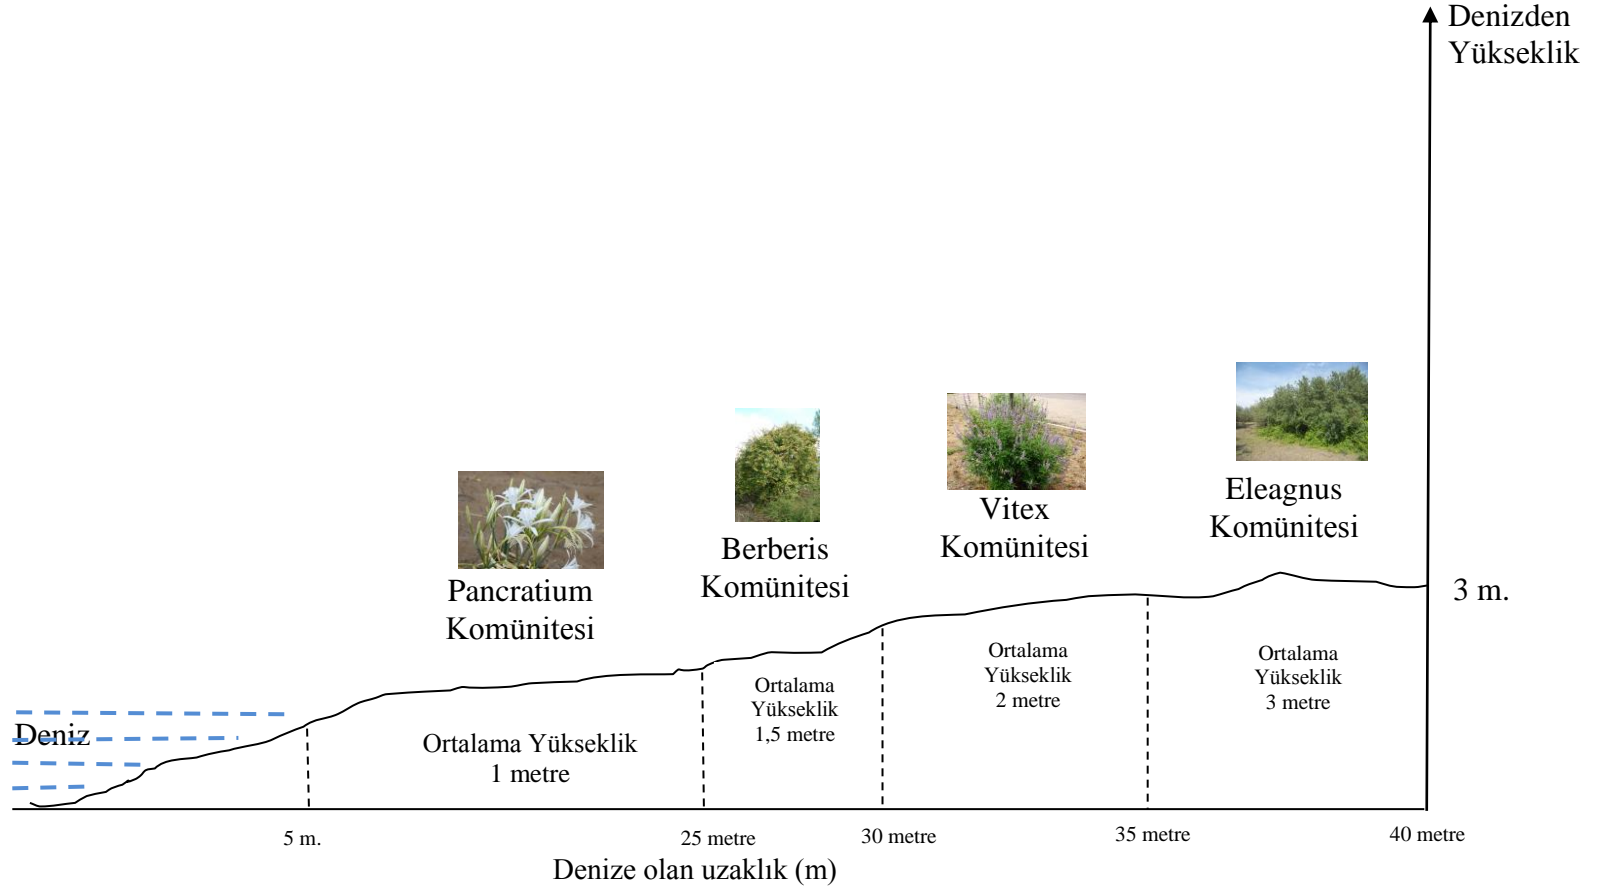 Denizden
Yükseklik
Eleagnus
Komünitesi
Vitex
Komünitesi
Berberis
Komünitesi
Pancratium
Komünitesi
3 m.
Ortalama
Yükseklik
2 metre
Ortalama
Yükseklik
3 metre
Ortalama
Yükseklik
1,5 metre
Deniz
Ortalama Yükseklik
1 metre
5 m.
25 metre
30 metre
35 metre
40 metre
Denize olan uzaklık (m)